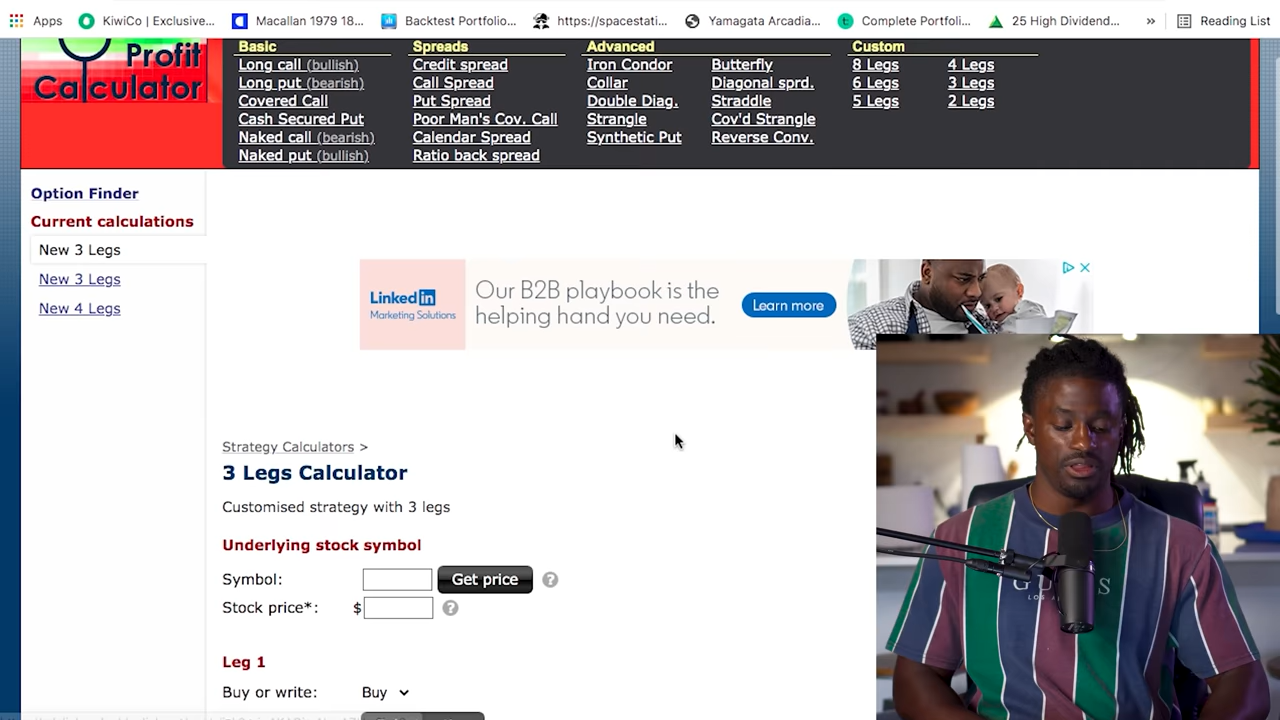 Apps KiwiCo | Exclusive... Macallan 1979 18... Backtest Portfolio... https://spacestati... Yamagata Arcadia... Complete Portfoli... 25 High Dividend... » Reading List
Profit
Calculator
Basic Spreads Advanced Custom
Long call (bullish) Credit spread Iron Condor Butterfly 8 Legs 4 Legs
Long put (bearish) Call Spread Collar Diagonal sprd. 6 Legs 3 Legs
Covered Call Put Spread Double Diag. Straddle 5 Legs 2 Legs
Cash Secured Put Poor Man's Cov. Call Strangle Cov'd Strangle
Naked call (bearish) Calendar Spread Synthetic Put Reverse Conv.
Naked put (bullish) Ratio back spread
Option Finder
Current calculations
New 3 Legs
New 3 Legs
New 4 Legs
Linked in
Marketing Solutions
Our B2B playbook is the
helping hand you need.
Learn more
Strategy Calculators >
3 Legs Calculator
Customised strategy with 3 legs
Underlying stock symbol
Symbol: Get price ?
Stock price*: $ ?
Leg 1
Buy or write: Buy
GUESS